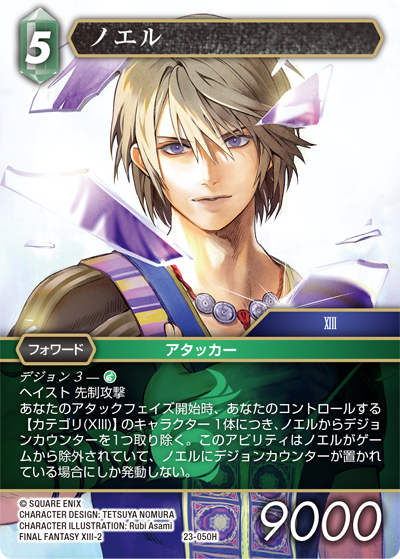 5
ノエル
XIII
フォワード
アタッカー
デジョン 3 ―
ヘイスト 先制攻撃
あなたのアタックフェイズ開始時、あなたのコントロールする
【カテゴリ(XIII)】のキャラクター1体につき、ノエルからデジョ
ンカウンターを1つ取り除く。このアビリティはノエルがゲー
ムから除外されていて、ノエルにデジョンカウンターが置かれ
ている場合にしか発動しない。
© SQUARE ENIX
CHARACTER DESIGN: TETSUYA NOMURA
CHARACTER ILLUSTRATION: Rubi Asami
FINAL FANTASY XIII-2
23-050H
9000